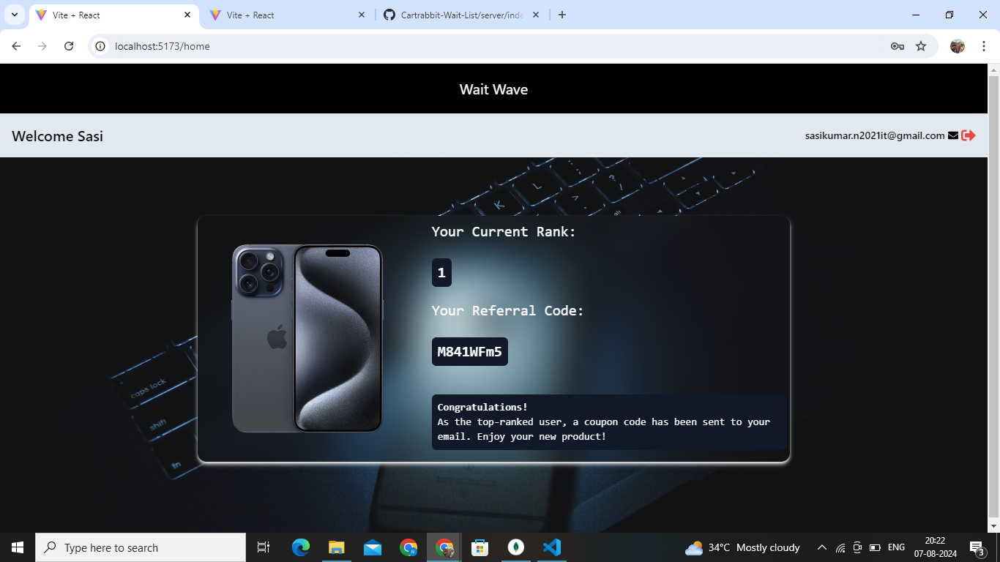 Vite + React
Vite + React
Cartrabbit-Wait-List/server/inde
localhost:5173/home
Wait Wave
Welcome Sasi
sasikumar.n2021it@gmail.com
K
L
?
/
alt
caps lock
shift
fn
Your Current Rank:
1
Your Referral Code:
M841WFm5
Congratulations!
As the top-ranked user, a coupon code has been sent to your
email. Enjoy your new product!
Type here to search
N
34°C Mostly cloudy
ENG
20:22
07-08-2024
3